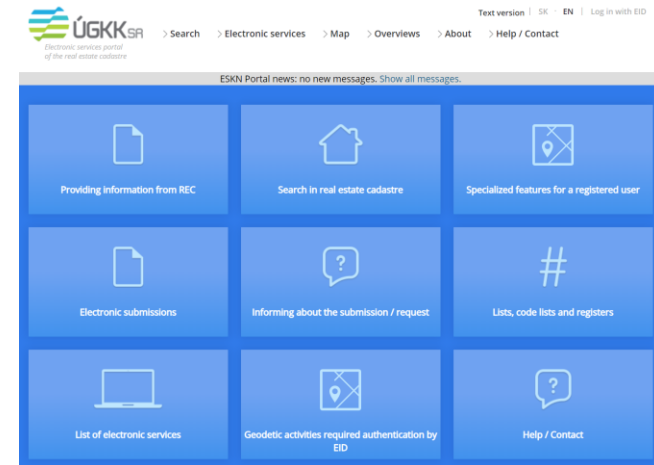 Text version | SK · EN | Log in with EID
ÚGKK SR
Electronic services portal
of the real estate cadastre
> Search > Electronic services > Map > Overviews > About > Help / Contact
ESKN Portal news: no new messages. Show all messages.
Providing information from REC
Search in real estate cadastre
Specialized features for a registered user
Electronic submissions
?
Informing about the submission / request
#
Lists, code lists and registers
List of electronic services
Geodetic activities required authentication by
EID
?
Help / Contact